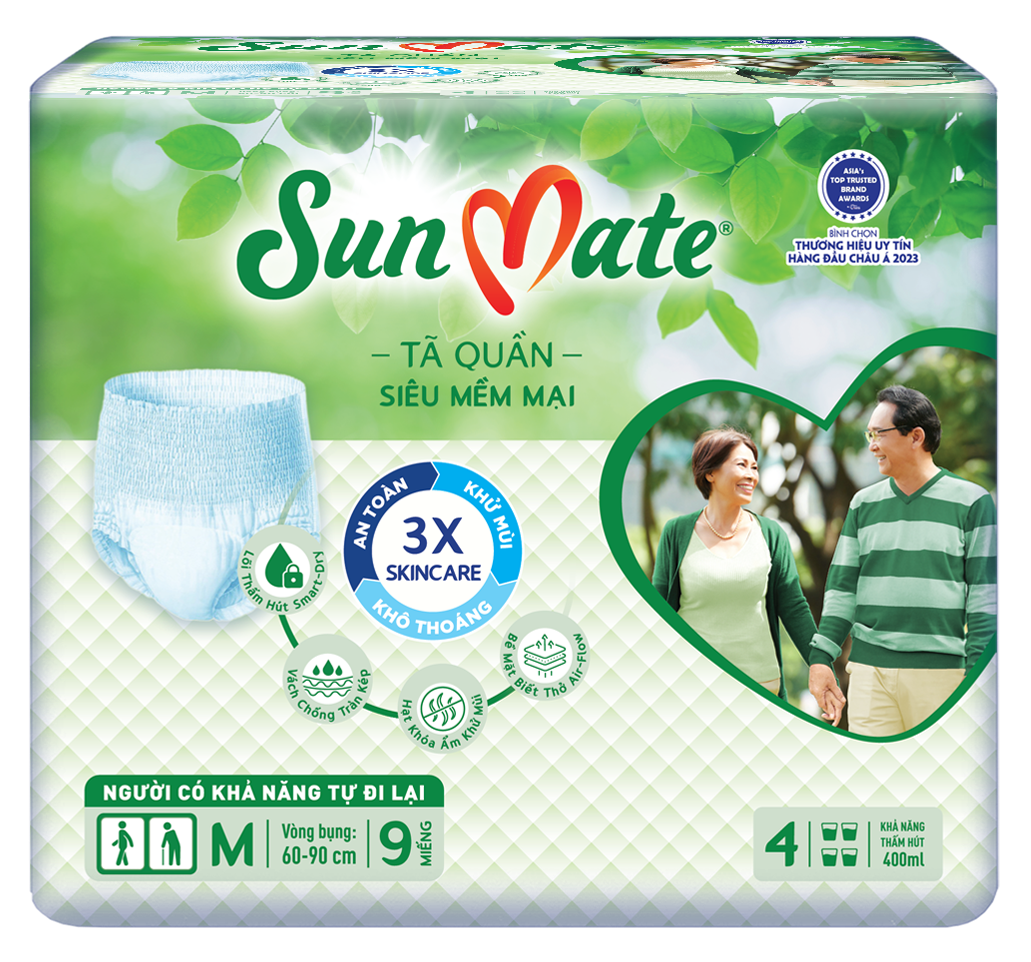 SunMate®
ASIA's
TOP TRUSTED
BRAND
AWARDS
BÌNH CHỌN
THƯƠNG HIỆU UY TÍN
HÀNG ĐẦU CHÂU Á 2023
– TÃ QUẦN –
SIÊU MỀM MẠI
AN TOÀN
KHỬ MÙI
KHÔ THOÁNG
3X
SKINCARE
Lõi Thấm Hút Smart-Dry
Vách Chống Tràn Kép
Hạt Khóa Ẩm Khử Mùi
Bề Mặt Biết Thở Air-Flow
NGƯỜI CÓ KHẢ NĂNG TỰ ĐI LẠI
M
Vòng bụng:
60-90 cm
9 MIẾNG
4
KHẢ NĂNG
THẤM HÚT
400ml